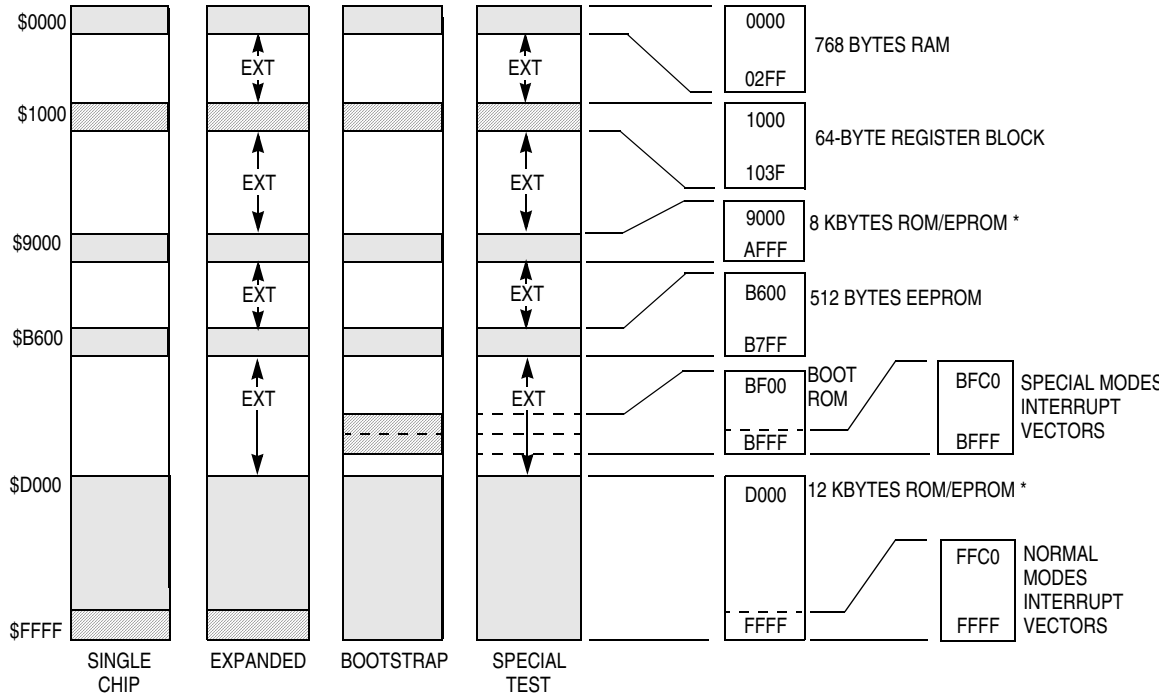 $0000
$1000
$9000
$B600
$D000
$FFFF
EXT
EXT
EXT
EXT
EXT
EXT
EXT
EXT
0000
02FF
768 BYTES RAM
1000
103F
64-BYTE REGISTER BLOCK
9000
AFFF
8 KBYTES ROM/EPROM *
B600
B7FF
512 BYTES EEPROM
BF00
BFFF
BOOT
ROM
BFC0
BFFF
SPECIAL MODES
INTERRUPT
VECTORS
D000
FFFF
12 KBYTES ROM/EPROM *
FFC0
FFFF
NORMAL
MODES
INTERRUPT
VECTORS
SINGLE
CHIP
EXPANDED
BOOTSTRAP
SPECIAL
TEST